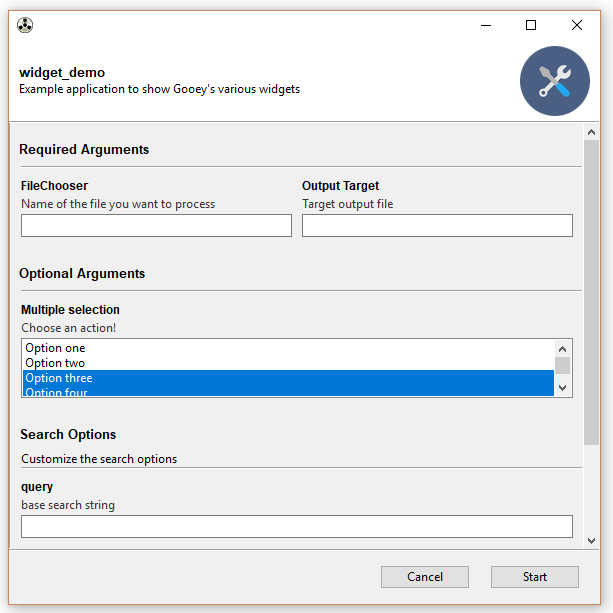 widget_demo
Example application to show Gooey's various widgets
Required Arguments
FileChooser
Name of the file you want to process
Output Target
Target output file
Optional Arguments
Multiple selection
Choose an action!
Option one
Option two
Option three
Option four
Search Options
Customize the search options
query
base search string
Cancel
Start